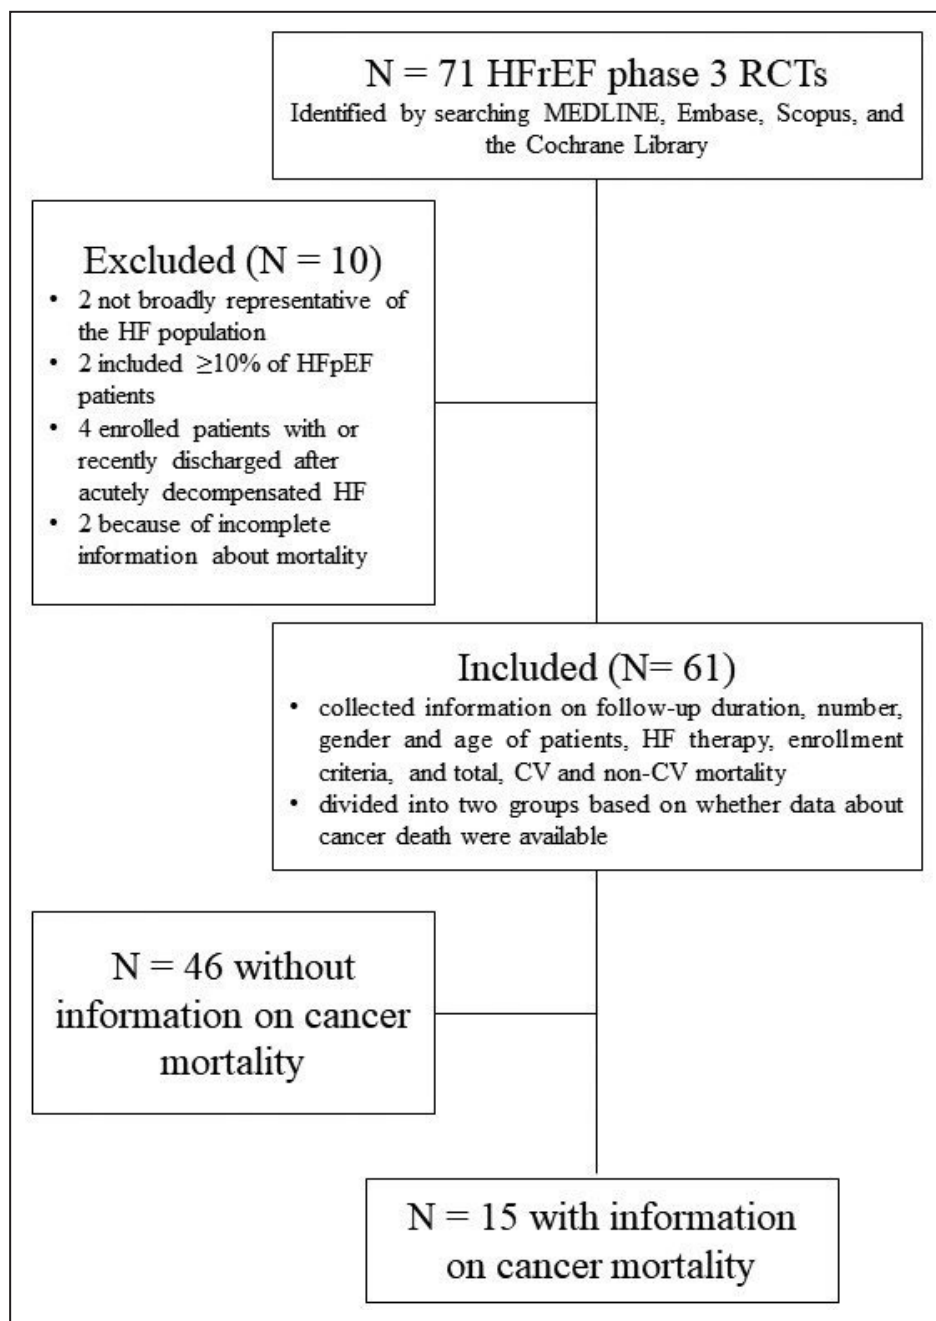 N = 71 HFrEF phase 3 RCTs
Identified by searching MEDLINE, Embase, Scopus, and
the Cochrane Library
Excluded (N = 10)
• 2 not broadly representative of
the HF population
• 2 included ≥10% of HFpEF
patients
• 4 enrolled patients with or
recently discharged after
acutely decompensated HF
• 2 because of incomplete
information about mortality
Included (N= 61)
• collected information on follow-up duration, number,
gender and age of patients, HF therapy, enrollment
criteria, and total, CV and non-CV mortality
• divided into two groups based on whether data about
cancer death were available
N = 46 without
information on cancer
mortality
N = 15 with information
on cancer mortality